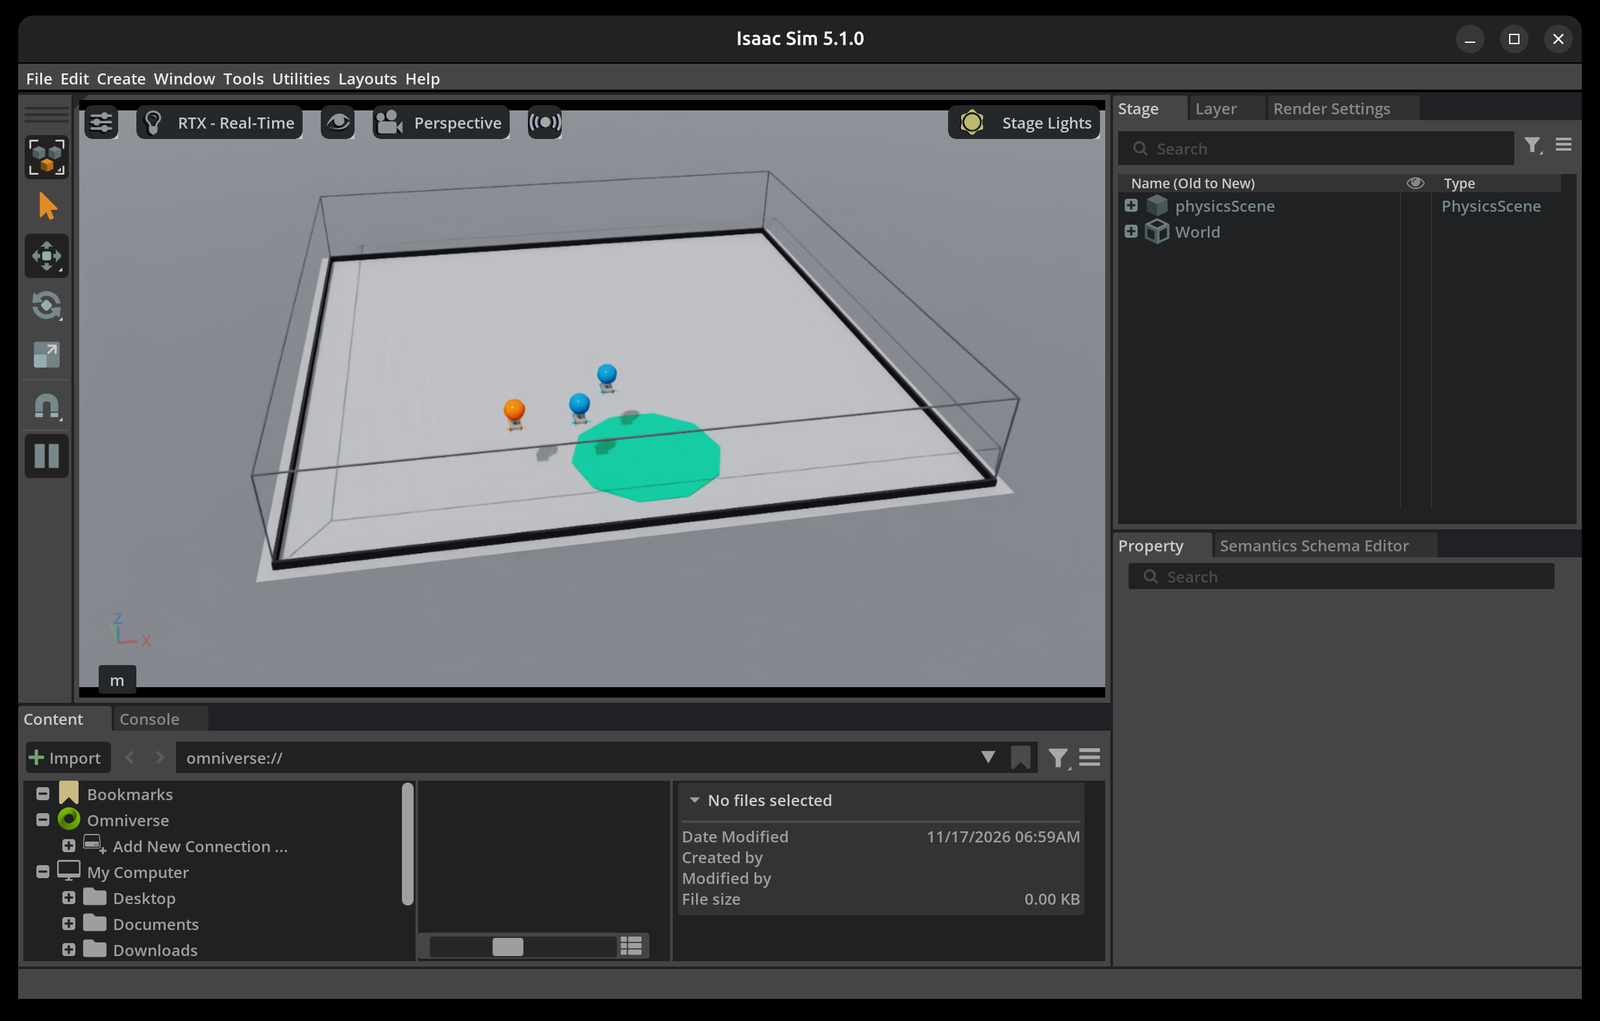 Isaac Sim 5.1.0
File Edit Create Window Tools Utilities Layouts Help
RTX - Real-Time
Perspective
Stage Lights
Z
X
m
Stage
Layer
Render Settings
Search
Name (Old to New)
Type
physicsScene
PhysicsScene
World
Property
Semantics Schema Editor
Search
Content
Console
Import
omniverse://
Bookmarks
Omniverse
Add New Connection ...
My Computer
Desktop
Documents
Downloads
No files selected
Date Modified 11/17/2026 06:59AM
Created by
Modified by
File size 0.00 KB